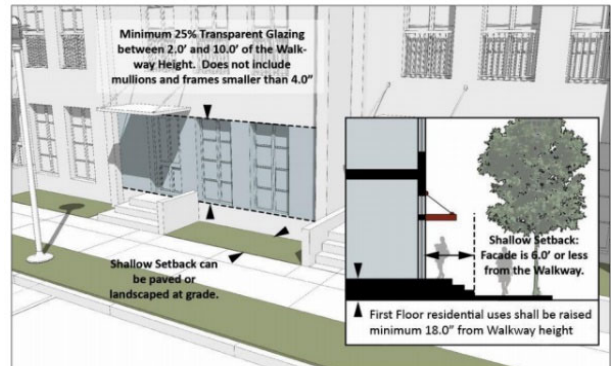 Minimum 25% Transparent Glazing
between 2.0' and 10.0' of the Walk-
way Height. Does not include
mullions and frames smaller than 4.0"
Shallow Setback can
be paved or
landscaped at grade.
Shallow Setback:
Facade is 6.0' or less
from the Walkway.
First Floor residential uses shall be raised
minimum 18.0" from Walkway height